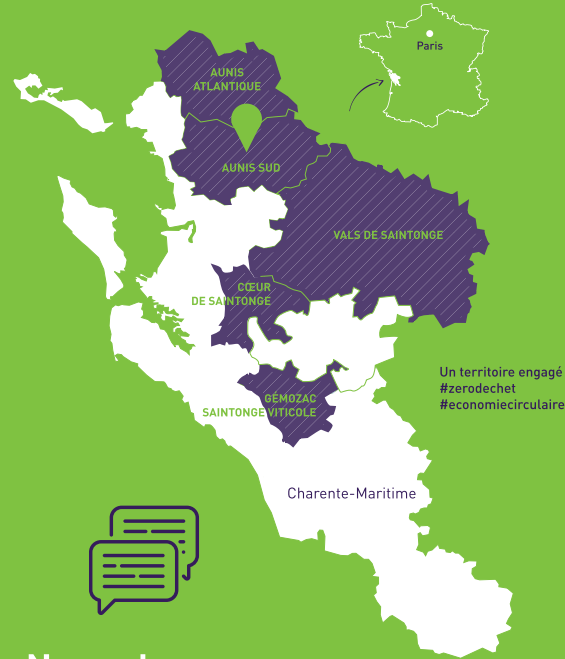 Paris
AUNIS
ATLANTIQUE
AUNIS SUD
VALS DE SAINTONGE
CŒUR
DE SAINTONGE
Un territoire engagé
#zerodechet
#economiecirculaire
GÉMOZAC
SAINTONGE VITICOLE
Charente-Maritime